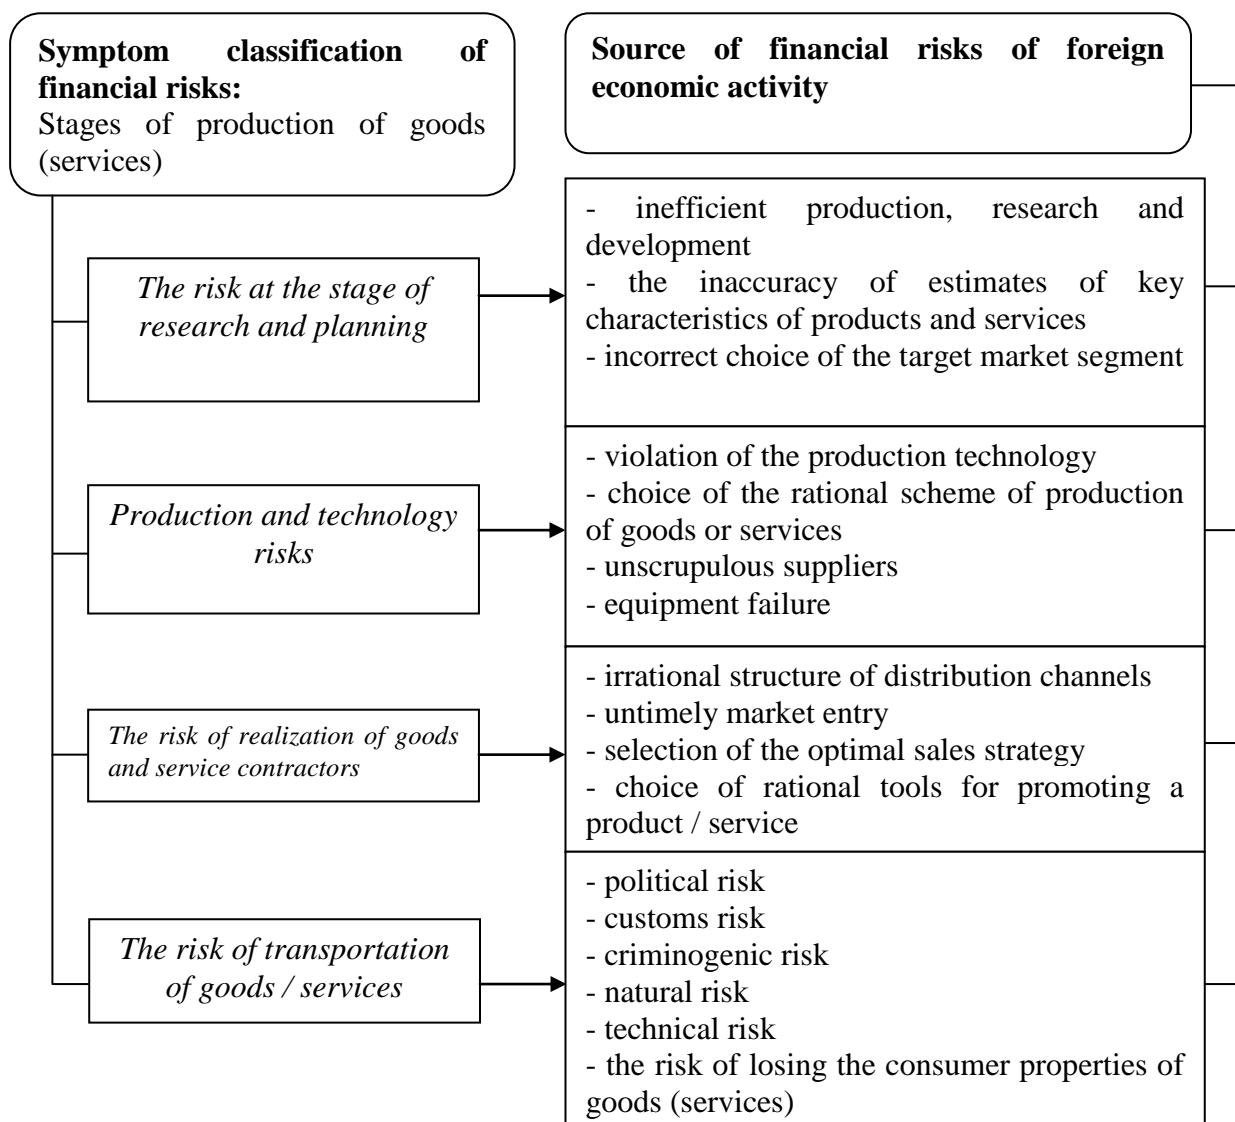 Symptom classification of
financial risks:
Stages of production of goods
(services)
Source of financial risks of foreign
economic activity
The risk at the stage of
research and planning
- inefficient production, research and
development
- the inaccuracy of estimates of key
characteristics of products and services
- incorrect choice of the target market segment
Production and technology
risks
- violation of the production technology
- choice of the rational scheme of production
of goods or services
- unscrupulous suppliers
- equipment failure
The risk of realization of goods
and service contractors
- irrational structure of distribution channels
- untimely market entry
- selection of the optimal sales strategy
- choice of rational tools for promoting a
product / service
The risk of transportation
of goods / services
- political risk
- customs risk
- criminogenic risk
- natural risk
- technical risk
- the risk of losing the consumer properties of
goods (services)